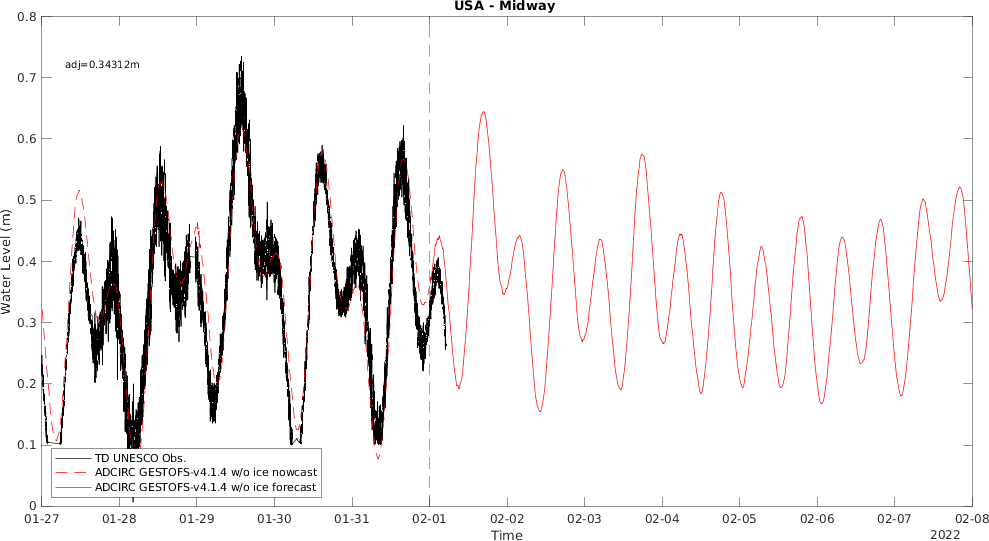 USA - Midway
0.8
adj=0.34312m
0.7
0.6
0.5
0.4
0.3
0.2
0.1
0
Water Level (m)
TD UNESCO Obs.
ADCIRC GESTOFS-v4.1.4 w/o ice nowcast
ADCIRC GESTOFS-v4.1.4 w/o ice forecast
01-27 01-28 01-29 01-30 01-31 02-01 02-02 02-03 02-04 02-05 02-06 02-07 02-08
Time
2022